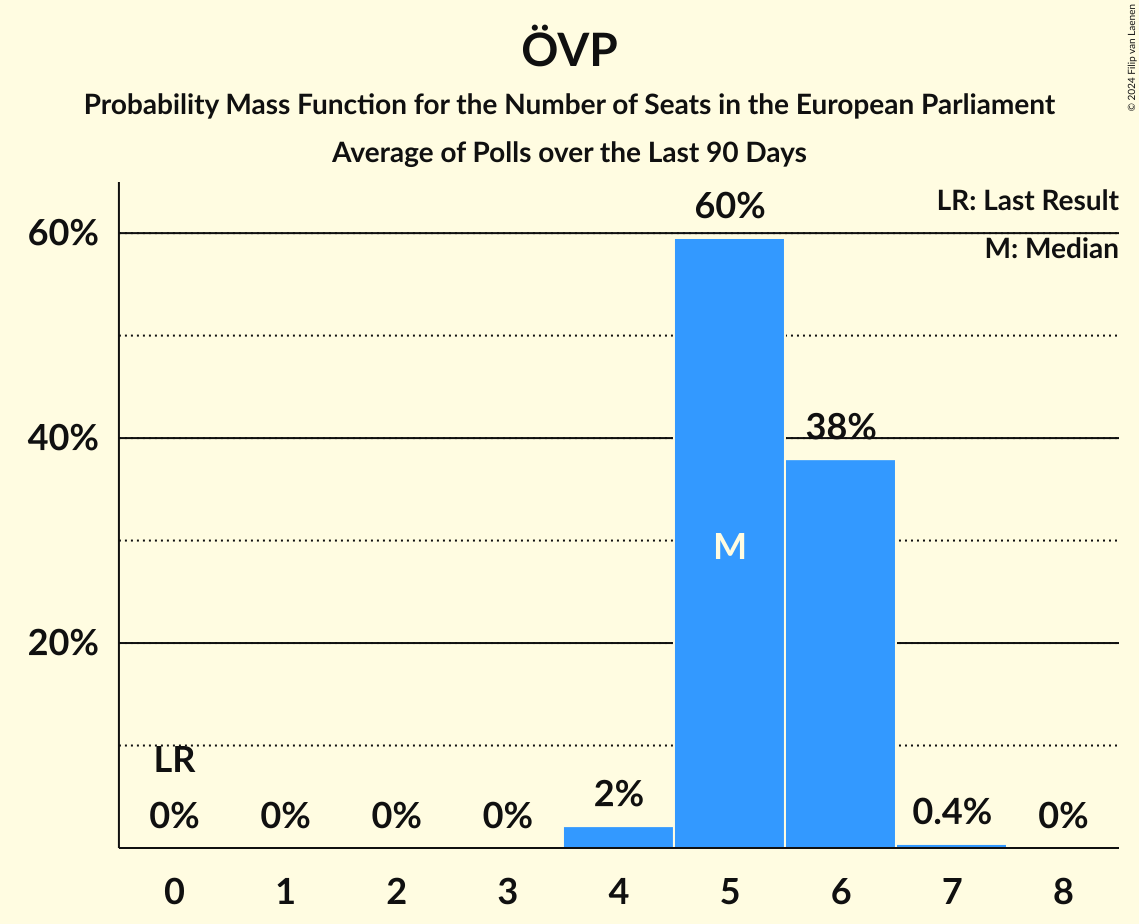 ÖVP
Probability Mass Function for the Number of Seats in the European Parliament
Average of Polls over the Last 90 Days
© 2024 Filip van Laenen
LR: Last Result
M: Median
60%
40%
20%
LR
0%
0%
0%
0%
2%
60%
M
38%
0.4%
0%
0 1 2 3 4 5 6 7 8